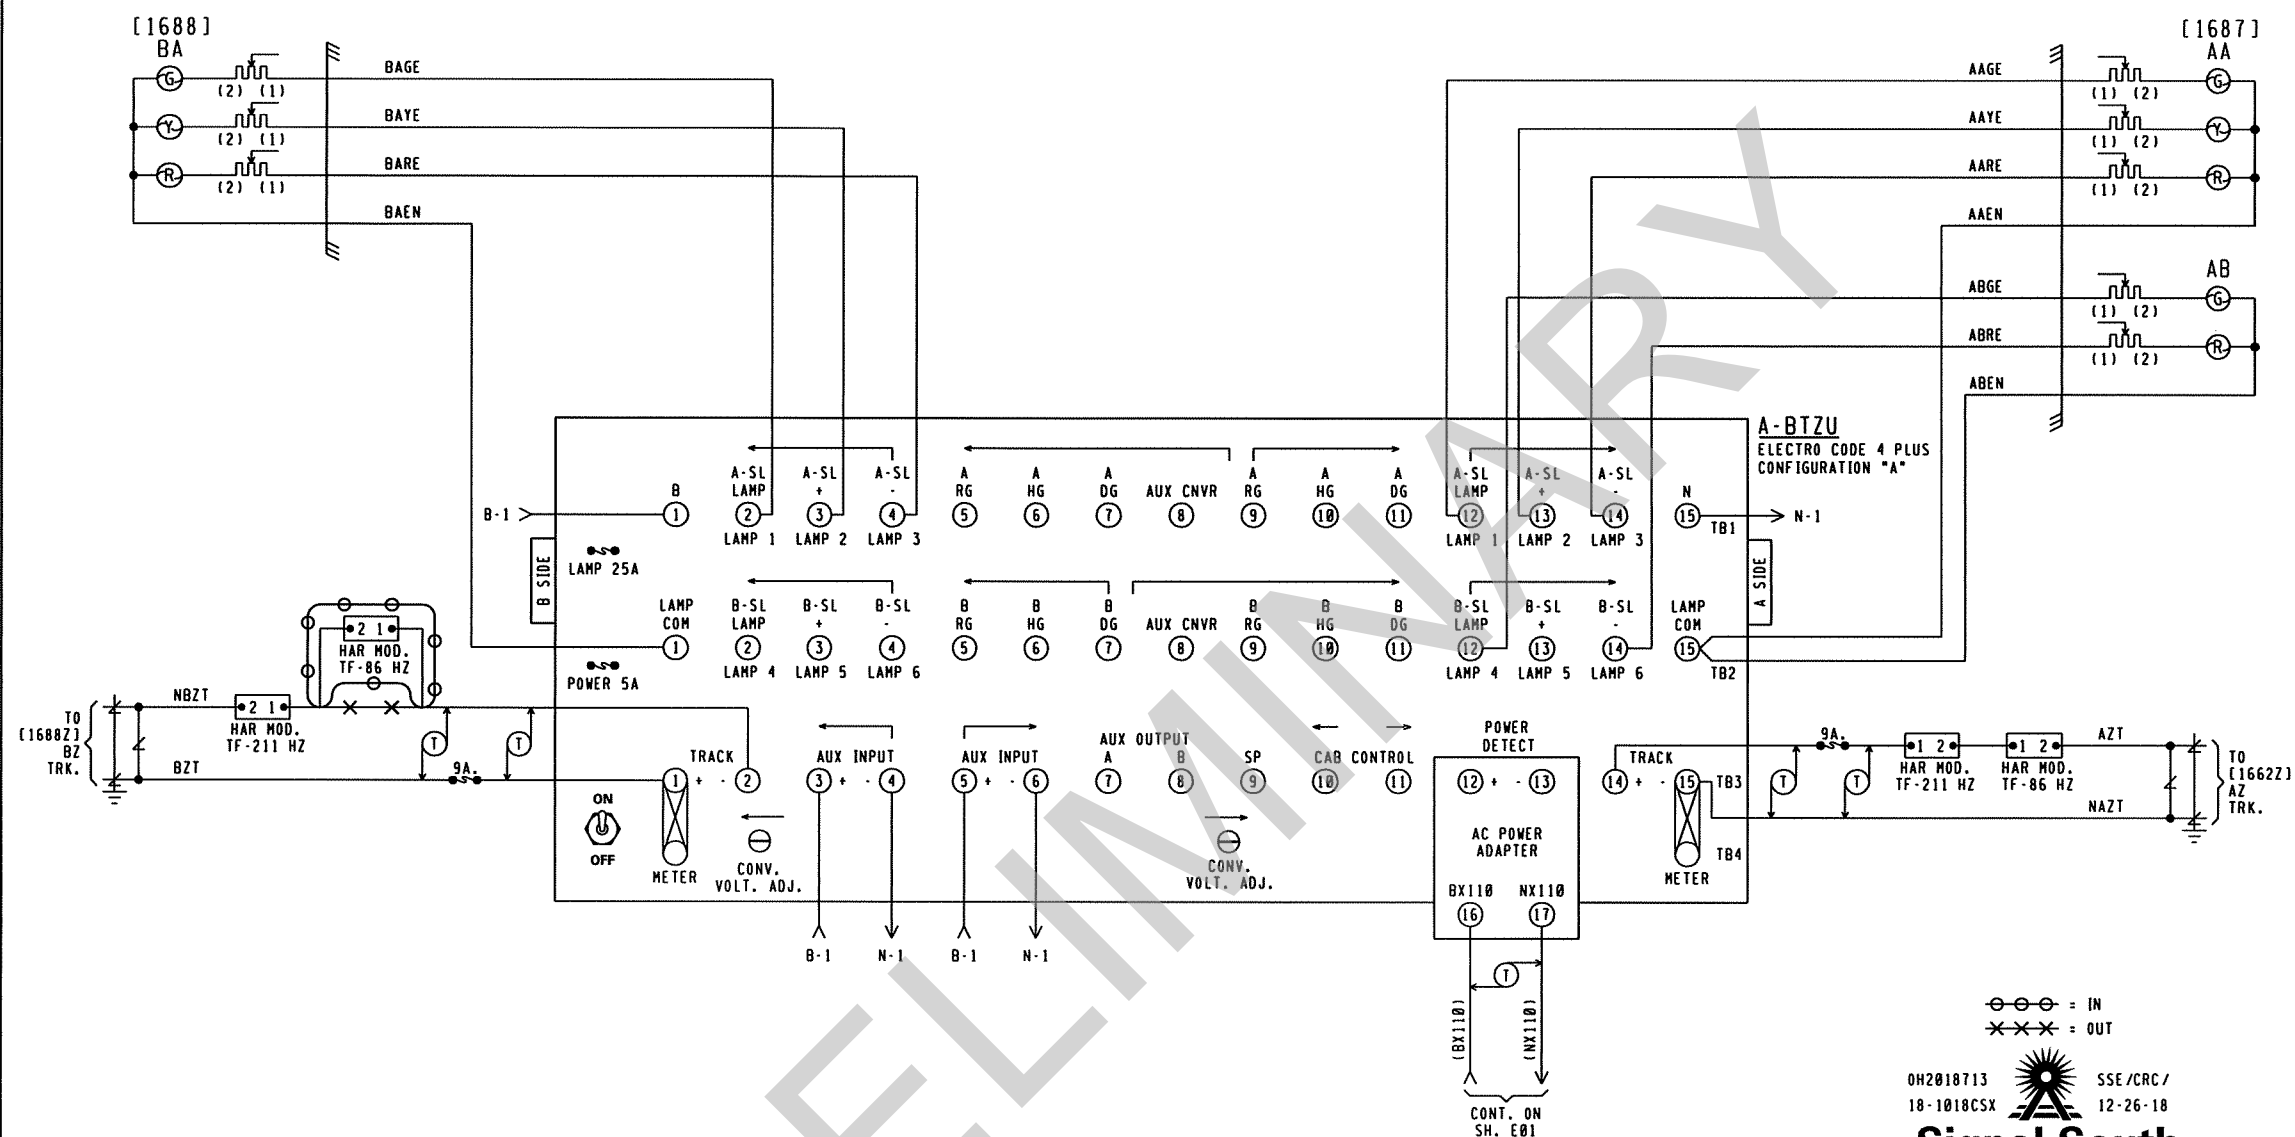 [1688]
BA
G
(2) (1)
BAGE
Y
(2) (1)
BAYE
R
(2) (1)
BARE
BAEN
[1687]
AA
AAGE
(1) (2)
G
AAYE
(1) (2)
Y
AARE
(1) (2)
R
AAEN
AB
ABGE
(1) (2)
G
ABRE
(1) (2)
R
ABEN
A-BTZU
ELECTRO CODE 4 PLUS
CONFIGURATION "A"
B A-SL LAMP A-SL + A-SL - A RG A HG A DG AUX CNVR A RG A HG A DG A-SL LAMP A-SL + A-SL - N
B-1 1 2 3 4 5 6 7 8 9 10 11 12 13 14 15 TB1 N-1
LAMP 1 LAMP 2 LAMP 3 LAMP 1 LAMP 2 LAMP 3
B SIDE
LAMP 25A
A SIDE
LAMP COM B-SL LAMP B-SL + B-SL - B RG B HG B DG AUX CNVR B RG B HG B DG B-SL LAMP B-SL + B-SL - LAMP COM
1 2 3 4 5 6 7 8 9 10 11 12 13 14 15
POWER 5A
LAMP 4 LAMP 5 LAMP 6 LAMP 4 LAMP 5 LAMP 6 TB2
2 1
HAR MOD.
TF-86 HZ
NBZT
2 1
HAR MOD.
TF-211 HZ
TO
[1688Z]
BZ
TRK.
BZT
T
T
9A.
TRACK AUX INPUT AUX INPUT AUX OUTPUT A B SP CAB CONTROL POWER DETECT TRACK
1 + - 2 3 + - 4 5 + - 6 7 8 9 10 11 12 + - 13 14 + - 15 TB3
ON
OFF
METER
CONV.
VOLT. ADJ.
CONV.
VOLT. ADJ.
AC POWER
ADAPTER
METER
TB4
BX110 NX110
16 17
B-1 N-1 B-1 N-1
T
(BX110)
(NX110)
CONT. ON
SH. E01
9A.
T
T
1 2
HAR MOD.
TF-211 HZ
1 2
HAR MOD.
TF-86 HZ
AZT
NAZT
TO
[1662Z]
AZ
TRK.
= IN
= OUT
0H2018713 SSE/CRC/
18-1018CSX 12-26-18
Signal South
ELIMINARY